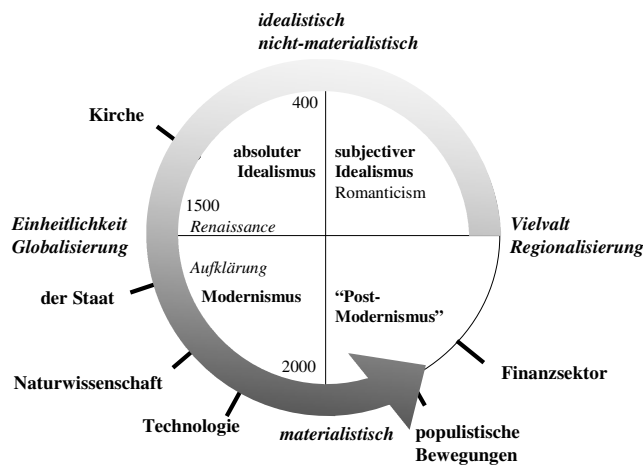 idealistisch
nicht-materialistisch
400
Kirche
absoluter
Idealismus
subjectiver
Idealismus
Romanticism
1500
Renaissance
Einheitlichkeit
Globalisierung
Vielvalt
Regionalisierung
Aufklärung
Modernismus
“Post-
Modernismus”
der Staat
2000
Naturwissenschaft
Finanzsektor
Technologie
materialistisch
populistische
Bewegungen